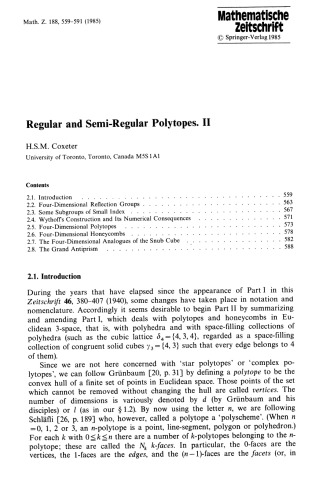 Math. Z. 188, 559-591 (1985)
Mathematische
Zeitschrift
© Springer-Verlag 1985
Regular and Semi-Regular Polytopes. II
H.S.M. Coxeter
University of Toronto, Toronto, Canada M5S1A1
Contents
2.1. Introduction . . . . . . . . . . . . . . . . . . . . . . . . 559
2.2. Four-Dimensional Reflection Groups . . . . . . . . . . . . . . . . 563
2.3. Some Subgroups of Small Index . . . . . . . . . . . . . . . . . . 567
2.4. Wythoff's Construction and Its Numerical Consequences . . . . . . . . . 571
2.5. Four-Dimensional Polytopes . . . . . . . . . . . . . . . . . . . 573
2.6. Four-Dimensional Honeycombs . . . . . . . . . . . . . . . . . . 578
2.7. The Four-Dimensional Analogues of the Snub Cube . . . . . . . . . . . 582
2.8. The Grand Antiprism . . . . . . . . . . . . . . . . . . . . . . 588
2.1. Introduction
During the years that have elapsed since the appearance of Part I in this
Zeitschrift 46, 380-407 (1940), some changes have taken place in notation and
nomenclature. Accordingly it seems desirable to begin Part II by summarizing
and amending Part I, which deals with polytopes and honeycombs in Eu-
clidean 3-space, that is, with polyhedra and with space-filling collections of
polyhedra (such as the cubic lattice δ₄={4,3,4}, regarded as a space-filling
collection of congruent solid cubes γ₃={4,3} such that every edge belongs to 4
of them).
Since we are not here concerned with 'star polytopes' or 'complex po-
lytopes', we can follow Grünbaum [20, p. 31] by defining a polytope to be the
convex hull of a finite set of points in Euclidean space. Those points of the set
which cannot be removed without changing the hull are called vertices. The
number of dimensions is variously denoted by d (by Grünbaum and his
disciples) or l (as in our § 1.2). By now using the letter n, we are following
Schläfli [26, p. 189] who, however, called a polytope a 'polyscheme'. (When n
=0, 1, 2 or 3, an n-polytope is a point, line-segment, polygon or polyhedron.)
For each k with 0≦k≦n there are a number of k-polytopes belonging to the n-
polytope; these are called the Nₖ k-faces. In particular, the 0-faces are the
vertices, the 1-faces are the edges, and the (n−1)-faces are the facets (or, in